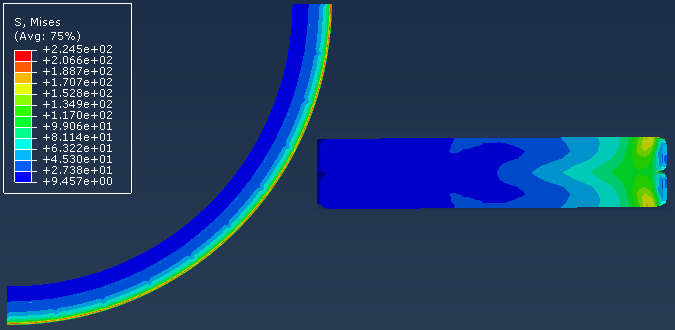 S, Mises
(Avg: 75%)
+2.245e+02
+2.066e+02
+1.887e+02
+1.707e+02
+1.528e+02
+1.349e+02
+1.170e+02
+9.906e+01
+8.114e+01
+6.322e+01
+4.530e+01
+2.738e+01
+9.457e+00